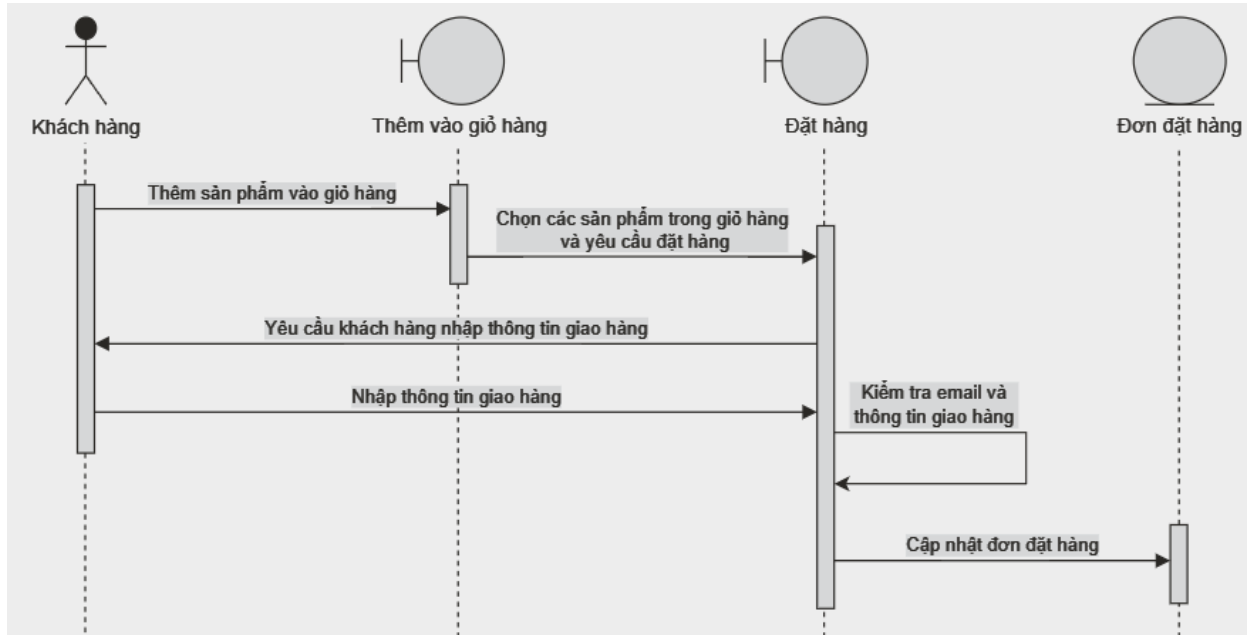 Khách hàng
Thêm vào giỏ hàng
Đặt hàng
Đơn đặt hàng
Thêm sản phẩm vào giỏ hàng
Chọn các sản phẩm trong giỏ hàng
và yêu cầu đặt hàng
Yêu cầu khách hàng nhập thông tin giao hàng
Nhập thông tin giao hàng
Kiểm tra email và
thông tin giao hàng
Cập nhật đơn đặt hàng